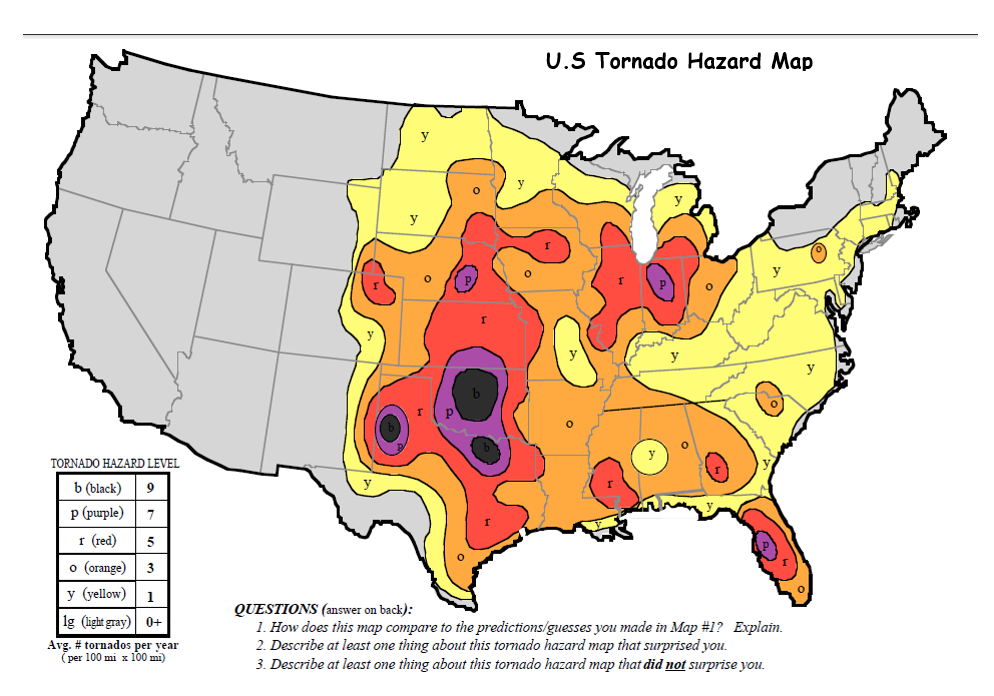 U.S Tornado Hazard Map
y
y
o
y
y
r
o
p
r
o
r
p
o
y
o
y
r
y
y
y
b
r
p
b
p
b
o
o
y
o
r
y
r
y
y
y
r
o
p
r
o
TORNADO HAZARD LEVEL
b (black) 9
p (purple) 7
r (red) 5
o (orange) 3
y (yellow) 1
lg (light gray) 0+
Avg. # tornados per year
( per 100 mi x 100 mi)
QUESTIONS (answer on back):
1. How does this map compare to the predictions/guesses you made in Map #1? Explain.
2. Describe at least one thing about this tornado hazard map that surprised you.
3. Describe at least one thing about this tornado hazard map that did not surprise you.